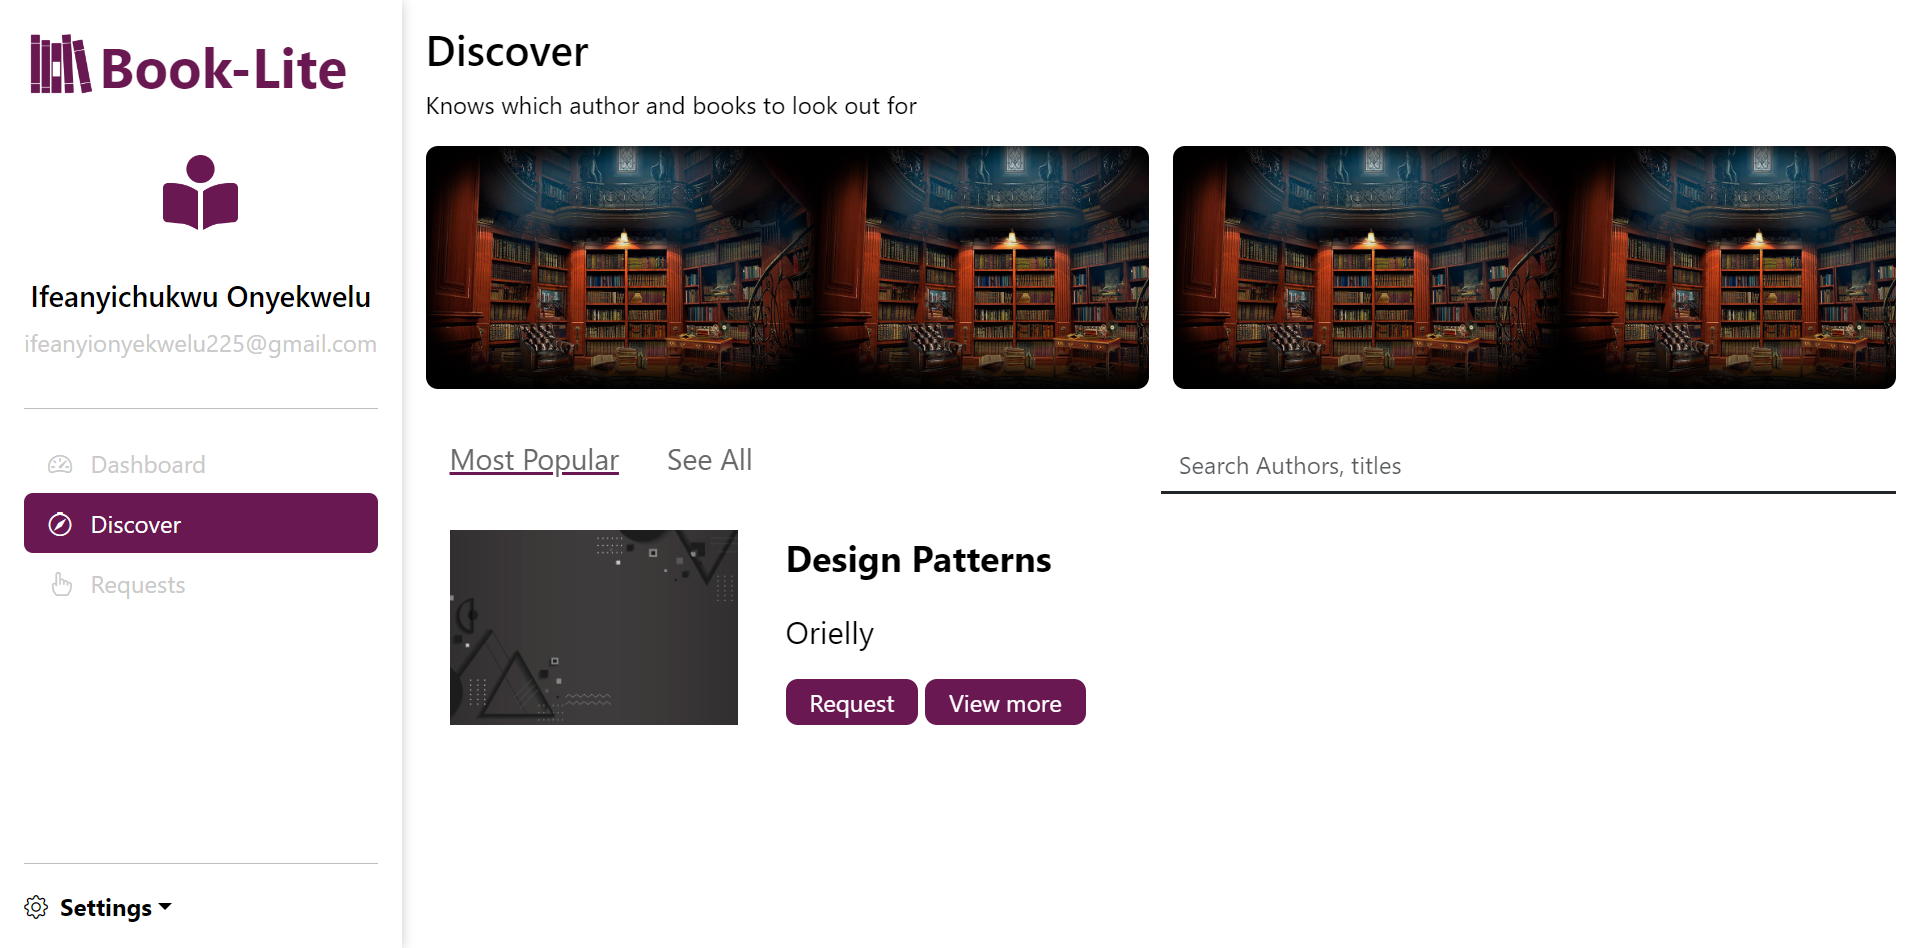 Book-Lite
Ifeanyichukwu Onyekwelu
ifeanyionyekwelu225@gmail.com
Dashboard
Discover
Requests
Settings
Discover
Knows which author and books to look out for
Most Popular
See All
Search Authors, titles
Design Patterns
Orielly
Request
View more